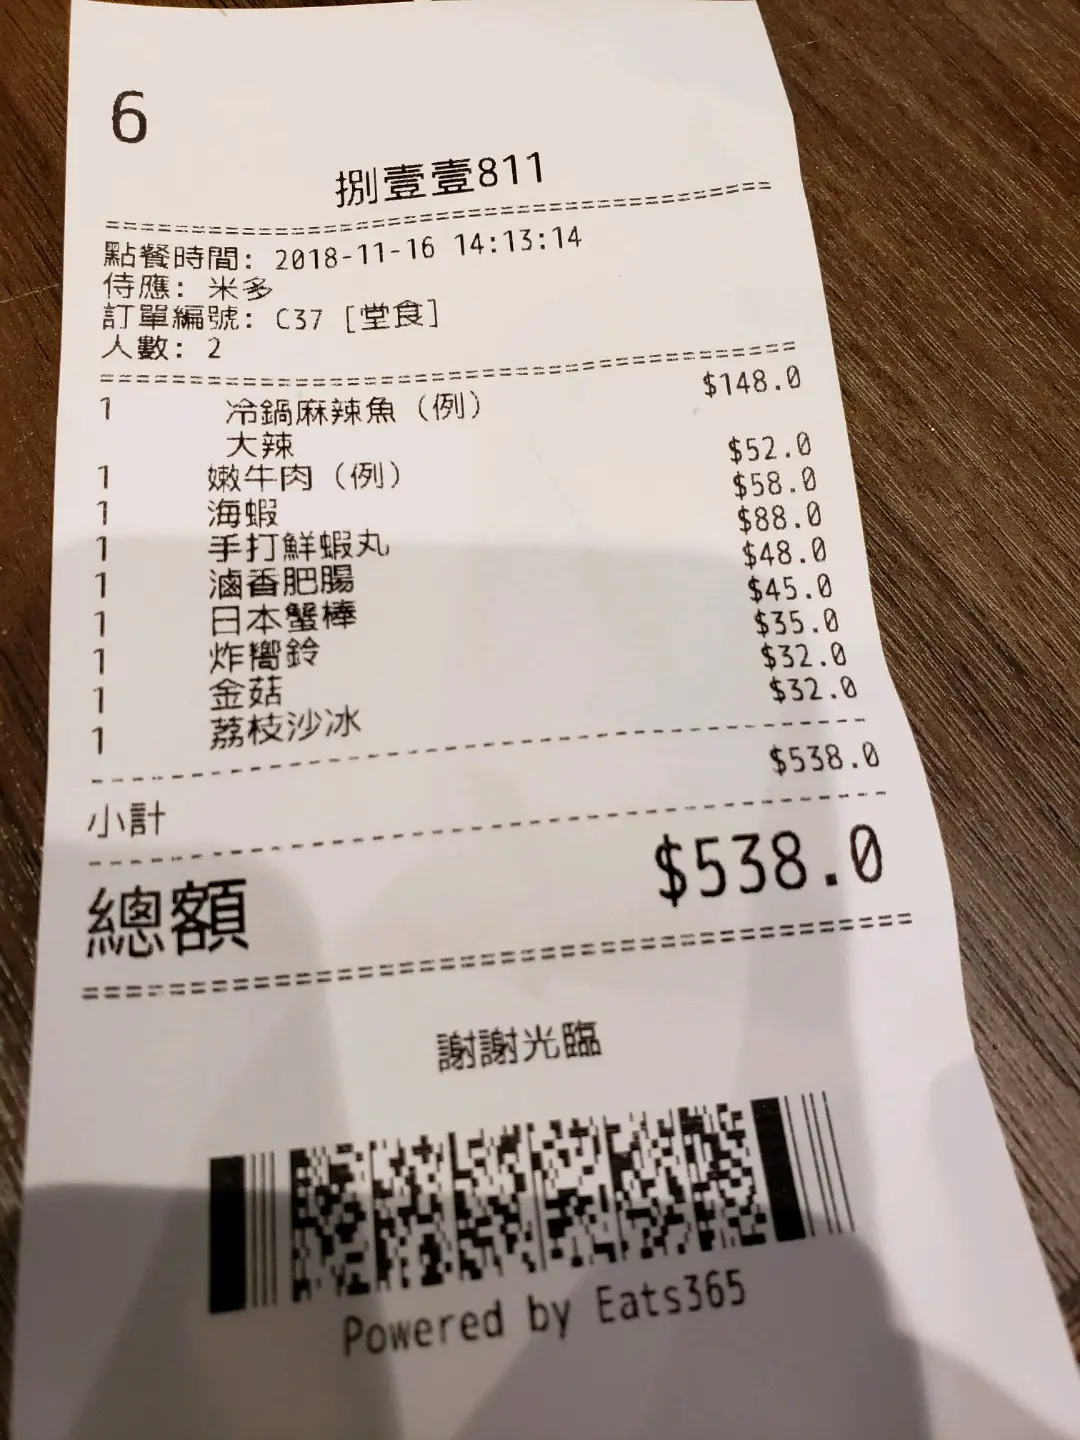 6
捌壹壹811
點餐時間: 2018-11-16 14:13:14
侍應: 米多
訂單編號: C37 [堂食]
人數: 2
1 冷鍋麻辣魚（例） $148.0
大辣
1 嫩牛肉（例） $52.0
1 海蝦 $58.0
1 手打鮮蝦丸 $88.0
1 滷香肥腸 $48.0
1 日本蟹棒 $45.0
1 炸響鈴 $35.0
1 金菇 $32.0
1 荔枝沙冰 $32.0
小計 $538.0
總額 $538.0
謝謝光臨
Powered by Eats365